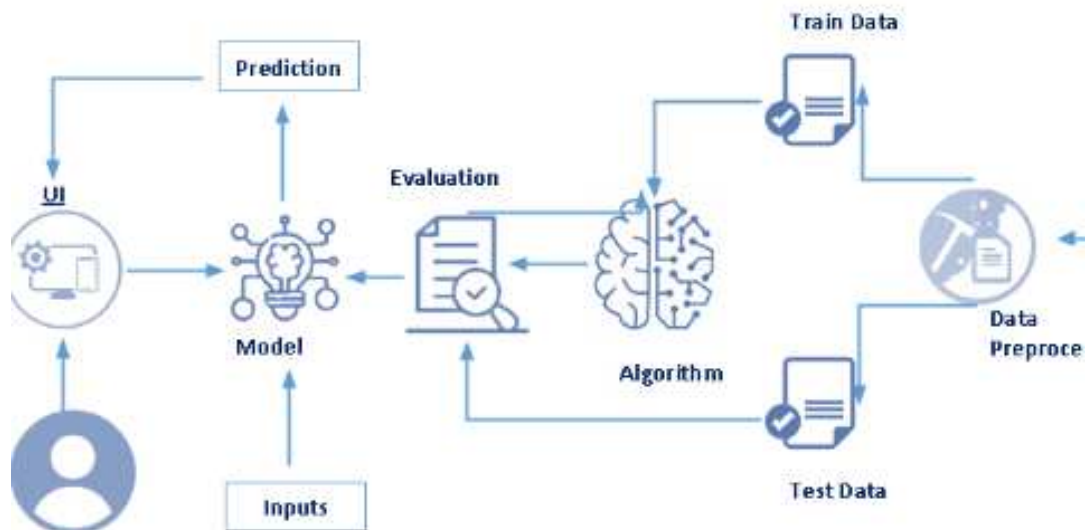 Train Data
Prediction
Evaluation
UI
Model
Algorithm
Data
Preproce
Inputs
Test Data